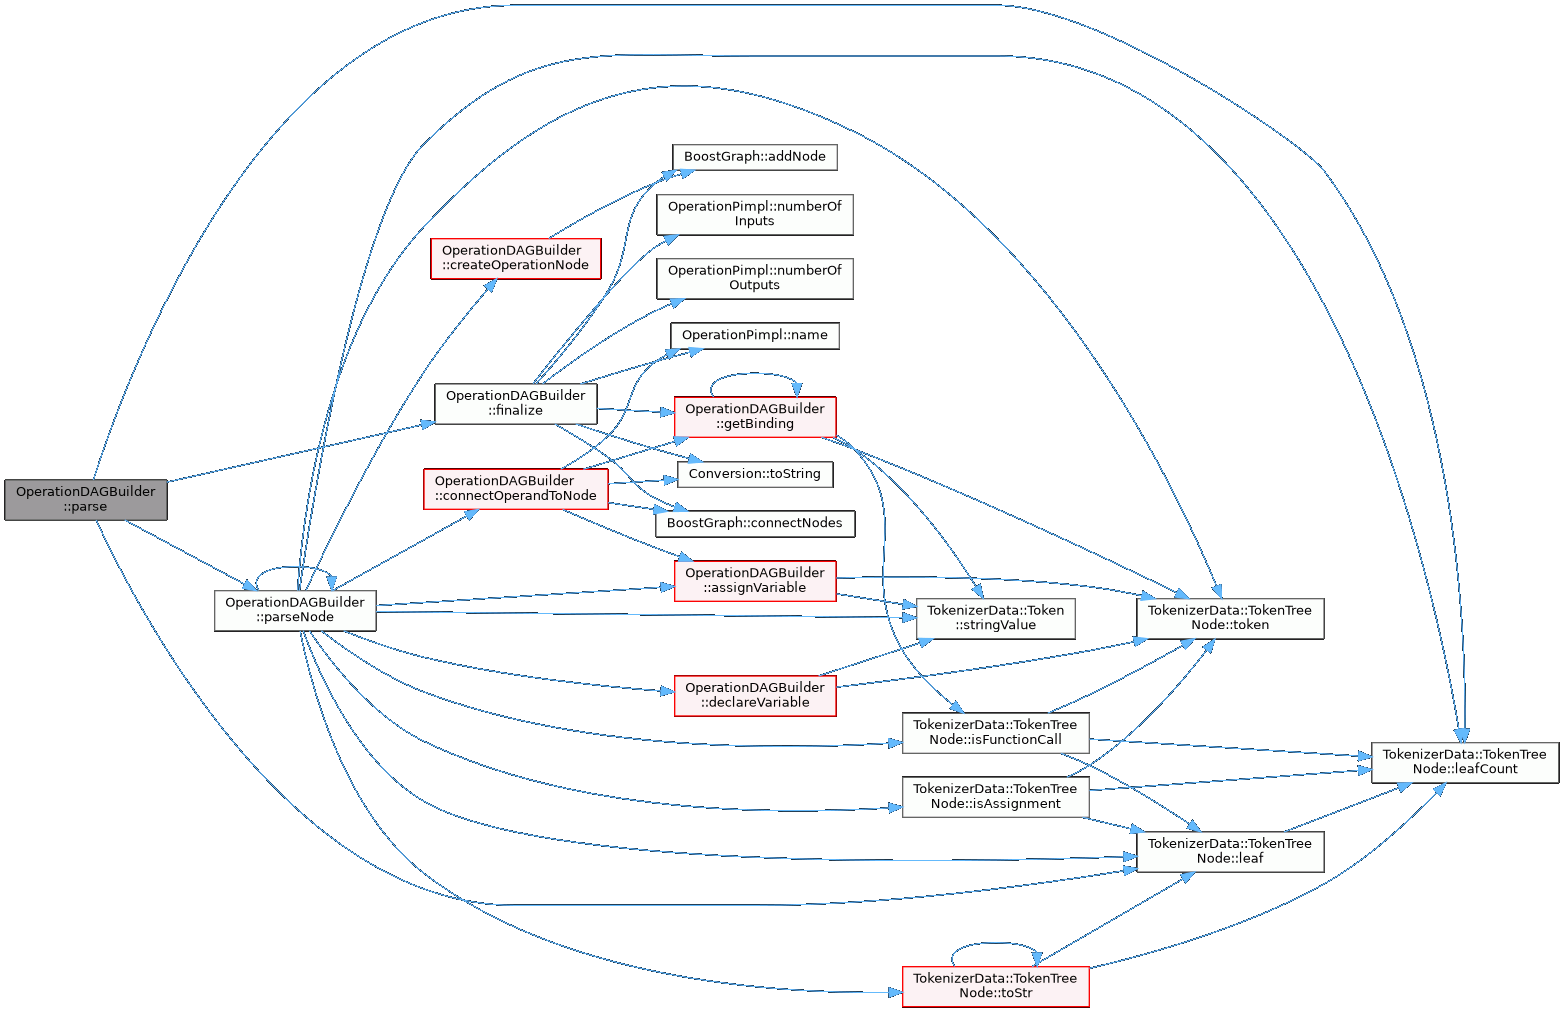 OperationDAGBuilder
::parse
OperationDAGBuilder
::parseNode
OperationDAGBuilder
::createOperationNode
OperationDAGBuilder
::finalize
OperationDAGBuilder
::connectOperandToNode
BoostGraph::addNode
OperationPimpl::numberOf
Inputs
OperationPimpl::numberOf
Outputs
OperationPimpl::name
OperationDAGBuilder
::getBinding
Conversion::toString
BoostGraph::connectNodes
OperationDAGBuilder
::assignVariable
OperationDAGBuilder
::declareVariable
TokenizerData::Token
::stringValue
TokenizerData::TokenTree
Node::isFunctionCall
TokenizerData::TokenTree
Node::isAssignment
TokenizerData::TokenTree
Node::toStr
TokenizerData::TokenTree
Node::token
TokenizerData::TokenTree
Node::leaf
TokenizerData::TokenTree
Node::leafCount